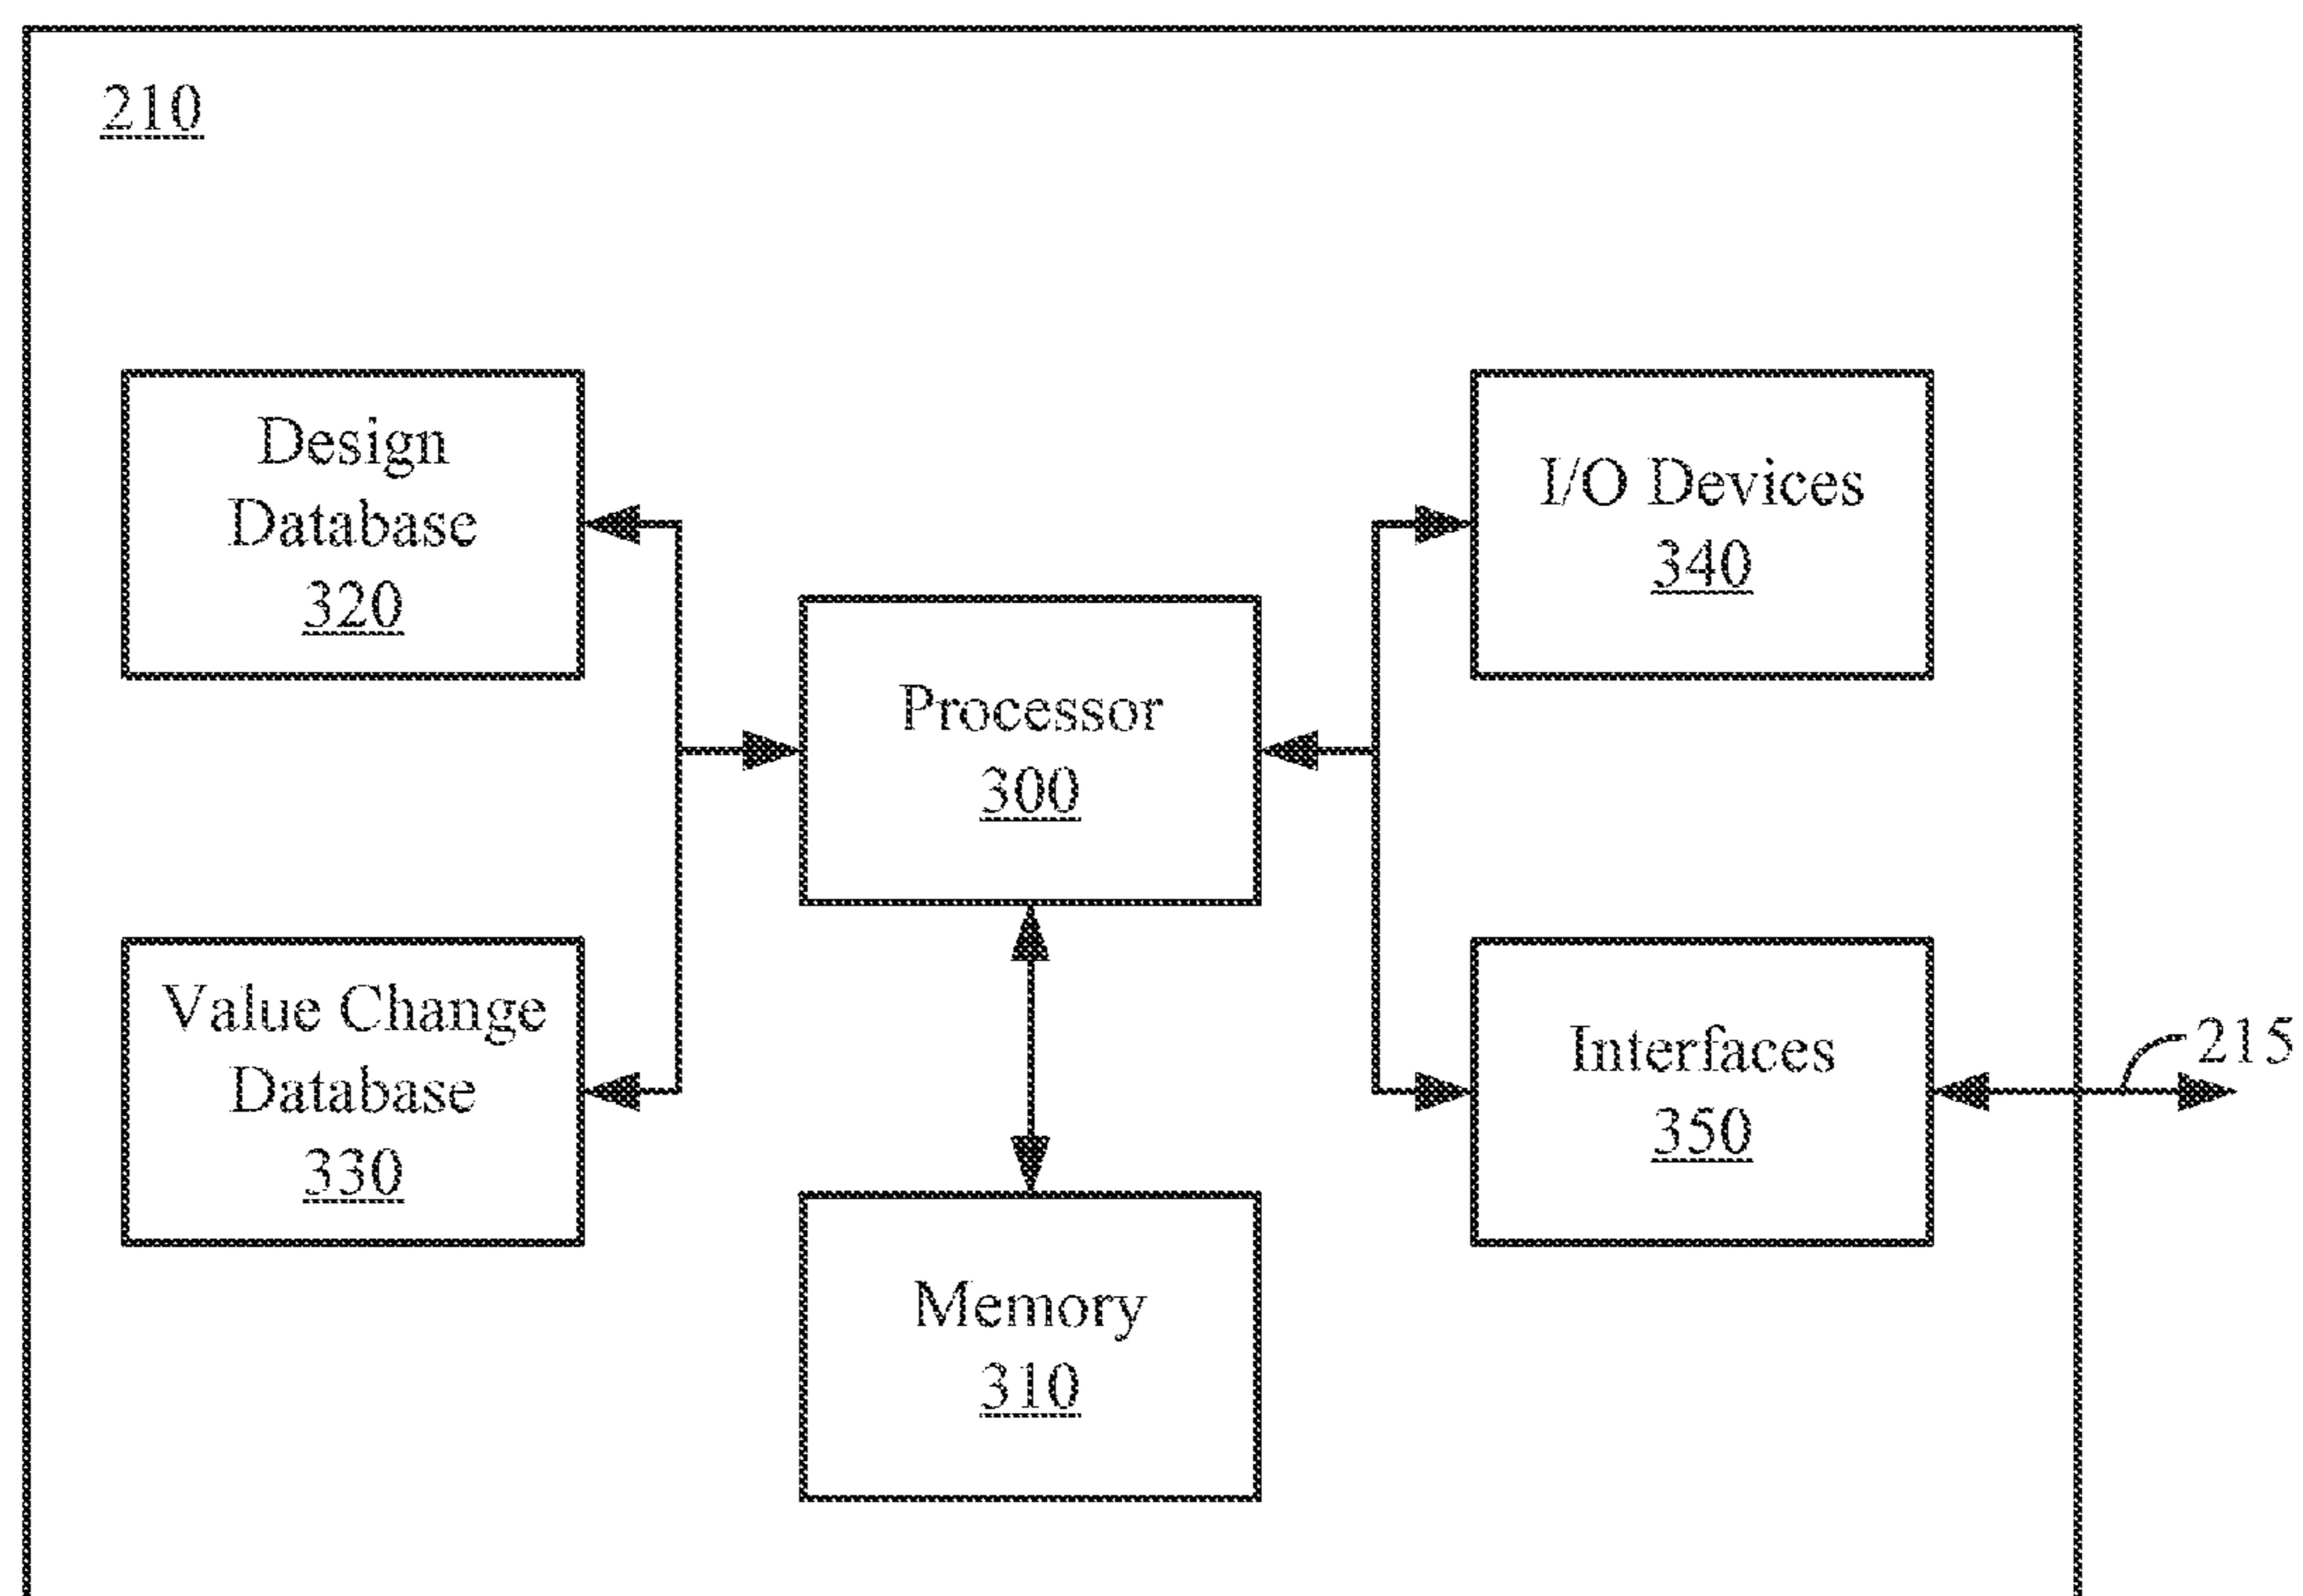 210
Design
Database
320
I/O Devices
340
Processor
300
Value Change
Database
330
Interfaces
350
215
Memory
310